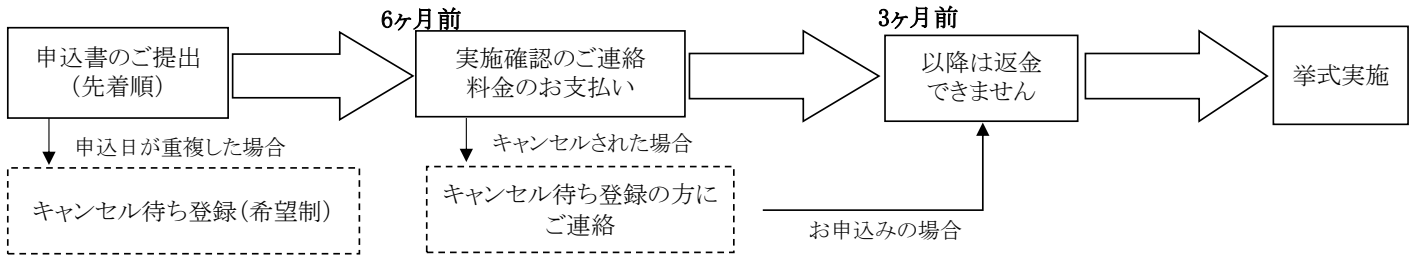 6ヶ月前
3ヶ月前
申込書のご提出
(先着順)
実施確認のご連絡
料金のお支払い
以降は返金
できません
挙式実施
申込日が重複した場合
キャンセルされた場合
キャンセル待ち登録(希望制)
キャンセル待ち登録の方に
ご連絡
お申込みの場合